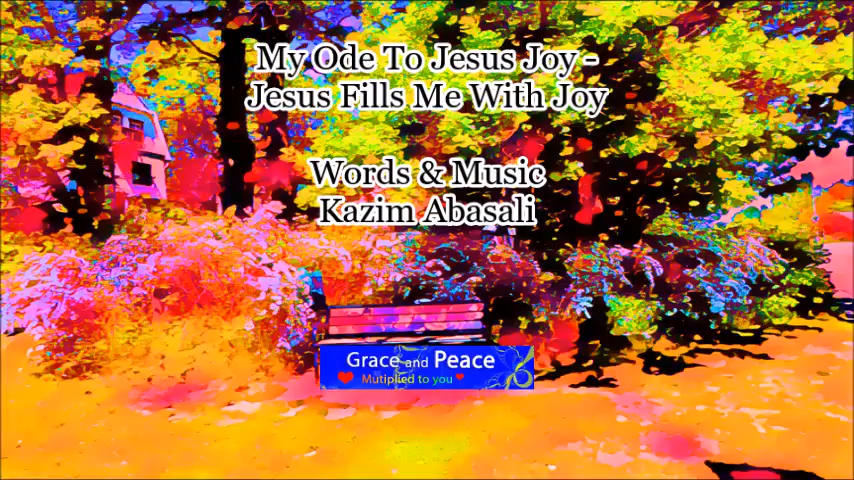 My Ode To Jesus Joy -
Jesus Fills Me With Joy
Words & Music
Kazim Abasali
Grace and Peace
Mutiplied to you